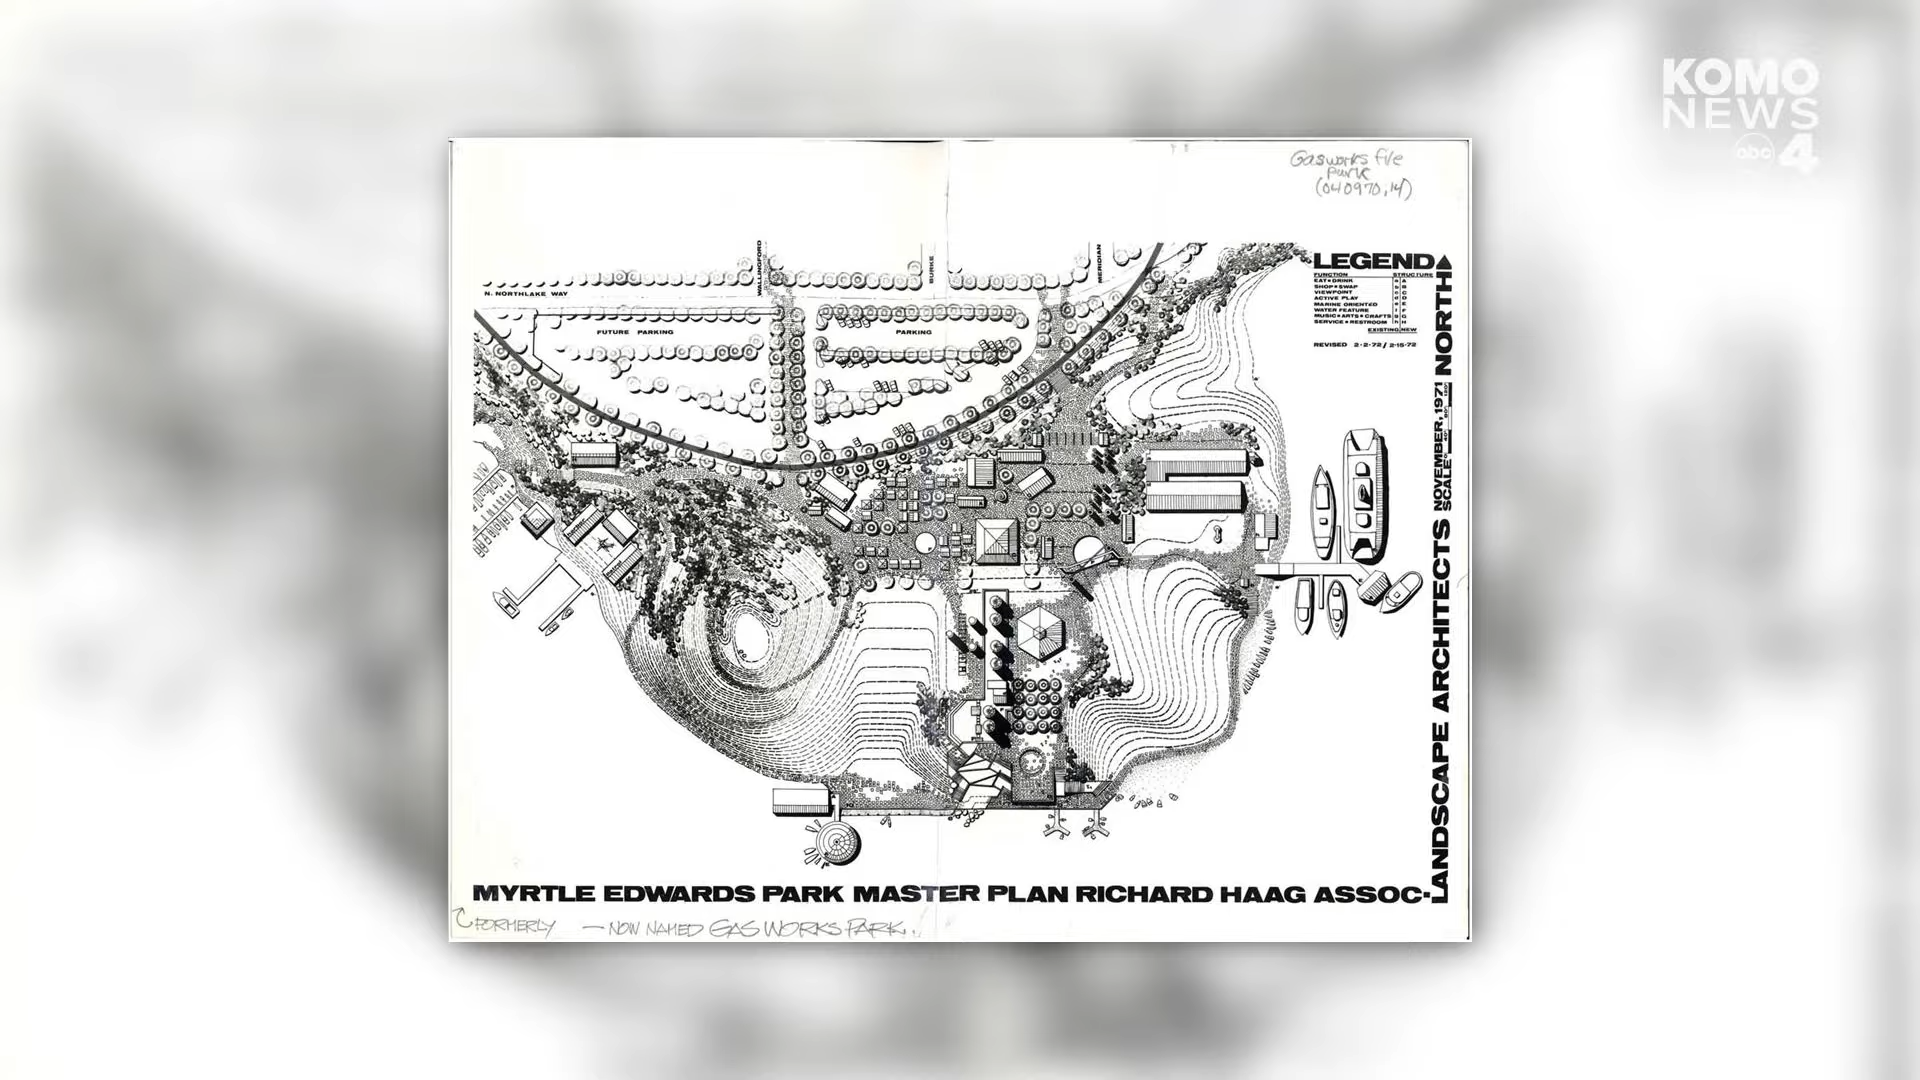 KOMO
NEWS
abc 4
Gasworks file
Park
(040970,14)
WALLINGFORD
BURKE
MERIDIAN
N. NORTHLAKE WAY
FUTURE PARKING
PARKING
LEGEND
FUNCTION STRUCTURE
EAT•DRINK a A
SHOP•SWAP b B
VIEWPOINT c C
ACTIVE PLAY d D
MARINE ORIENTED e E
WATER FEATURE f F
MUSIC•ARTS•CRAFTS g G
SERVICE•RESTROOM h H
EXISTING NEW
REVISED 2-2-72 / 2-15-72
NORTH
NOVEMBER, 1971
SCALE
LANDSCAPE ARCHITECTS
MYRTLE EDWARDS PARK MASTER PLAN RICHARD HAAG ASSOC•
FORMERLY — NOW NAMED GAS WORKS PARK.